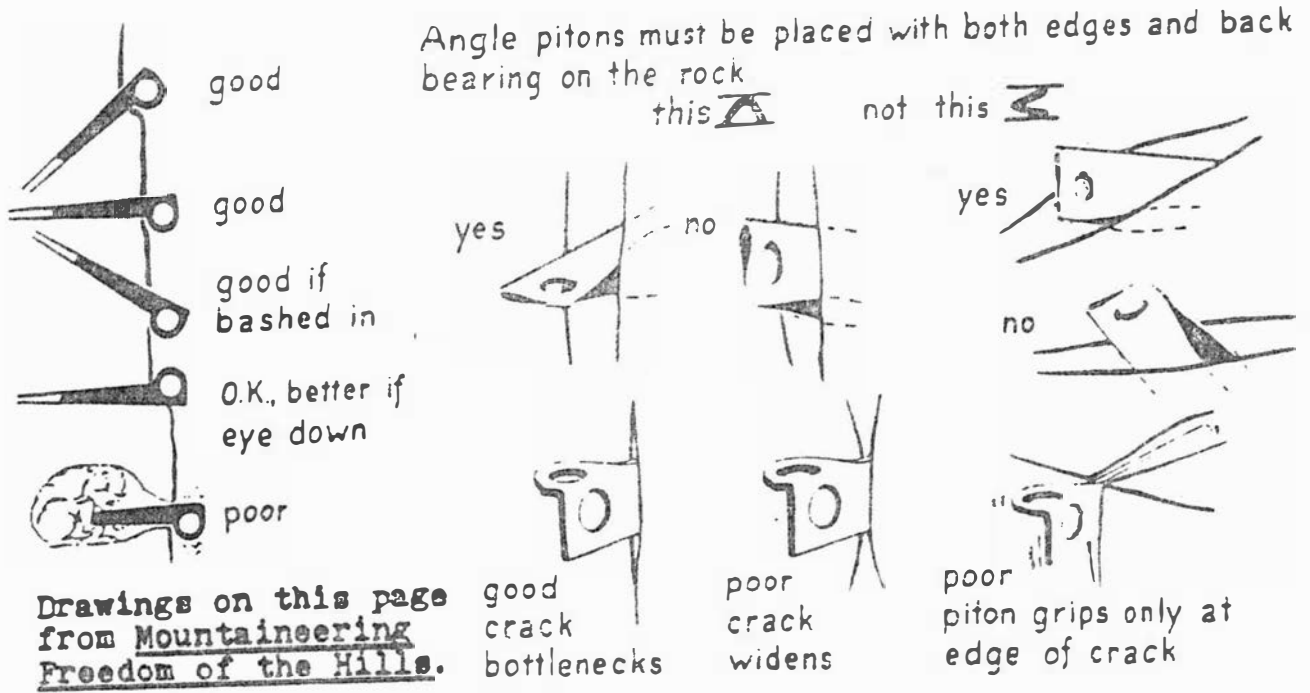 Angle pitons must be placed with both edges and back
bearing on the rock
this
not this
good
good
good if
bashed in
O.K., better if
eye down
poor
yes
no
yes
no
good
crack
bottlenecks
poor
crack
widens
poor
piton grips only at
edge of crack
Drawings on this page
from Mountaineering
Freedom of the Hills.